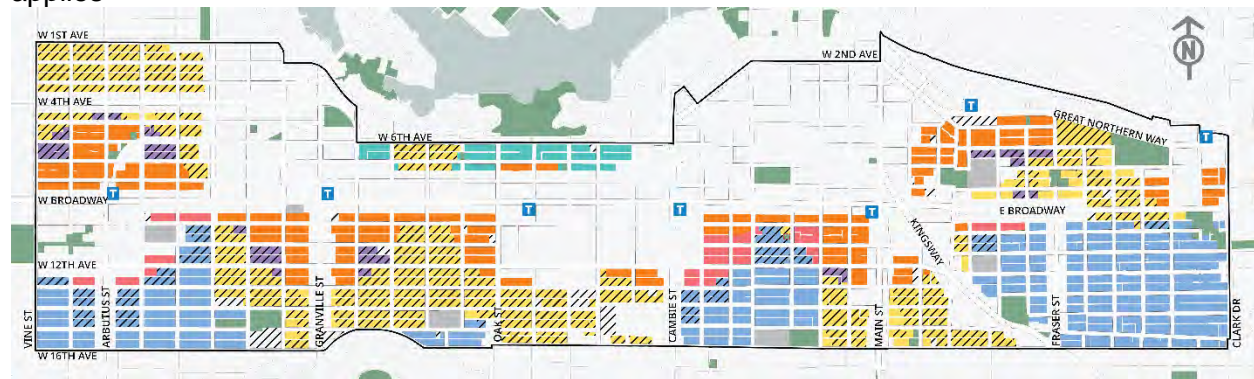 applies
W 1ST AVE
W 2ND AVE
N
W 4TH AVE
T
GREAT NORTHERN WAY
W 6TH AVE
T
W BROADWAY
T
T
T
T
T
E BROADWAY
KINGSWAY
W 12TH AVE
VINE ST
ARBUTUS ST
GRANVILLE ST
OAK ST
CAMBIE ST
MAIN ST
FRASER ST
CLARK DR
W 16TH AVE